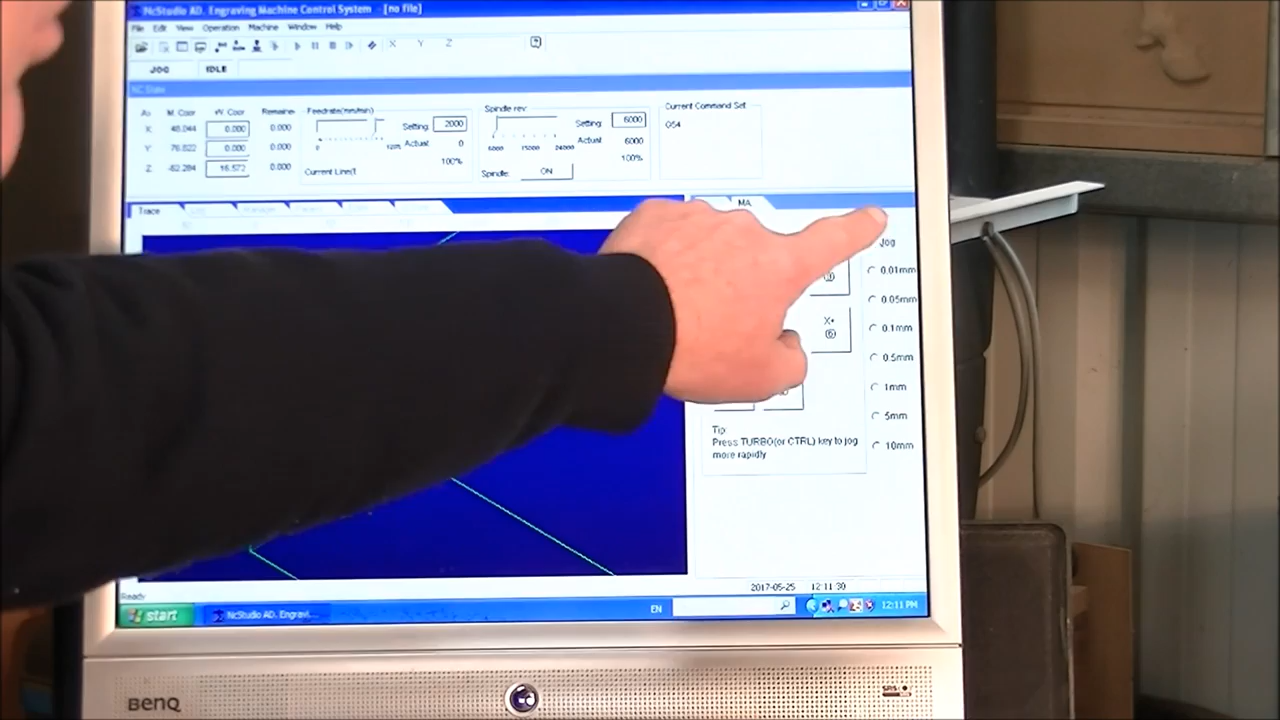 NcStudio AD. Engraving Machine Control System - [no file]
File Edit View Operation Machine Window Help
X Y Z
JOG IDLE
NC State
Ax M. Coor W. Coor Remains
X: 48.044 0.000 0.000
Y: 76.822 0.000 0.000
Z: -62.284 16.572 0.000
Feedrate(mm/min)
Setting: 2000
Actual: 0
100%
0
Current Line(
Spindle rev.
Setting: 6000
Actual: 6000
100%
6000 15000 24000
Spindle: ON
Current Command Set
G54
Trace
MA
Jog
0.01mm
0.05mm
0.1mm
0.5mm
1mm
5mm
10mm
X+
Tip:
Press TURBO(or CTRL) key to jog
more rapidly
2017-05-25 12:11:30
Ready
start
NcStudio AD. Engravi...
EN
12:11 PM
BenQ